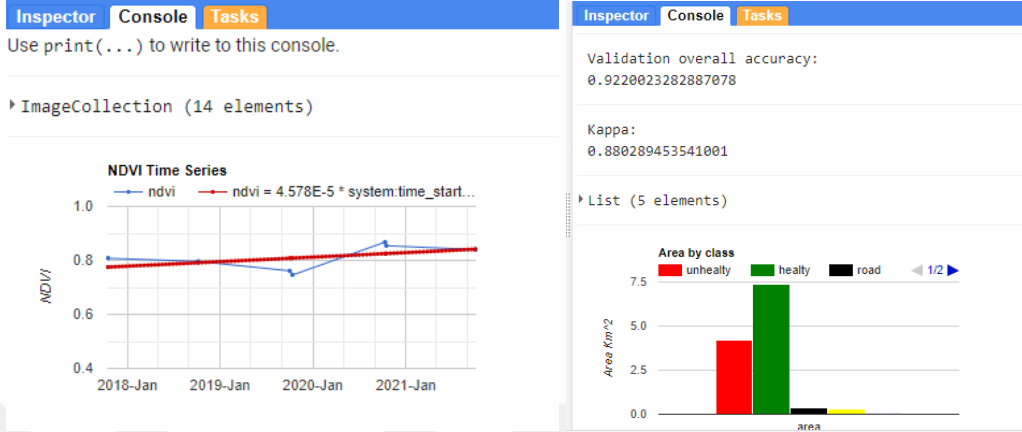 Inspector Console Tasks
Use print(...) to write to this console.
ImageCollection (14 elements)
NDVI Time Series
ndvi ndvi = 4.578E-5 * system:time_start...
1.0
0.8
0.6
0.4
NDVI
2018-Jan 2019-Jan 2020-Jan 2021-Jan
Inspector Console Tasks
Validation overall accuracy:
0.9220023282887078
Kappa:
0.880289453541001
List (5 elements)
Area by class
unhealty healty road 1/2
7.5
5.0
2.5
0.0
Area Km^2
area